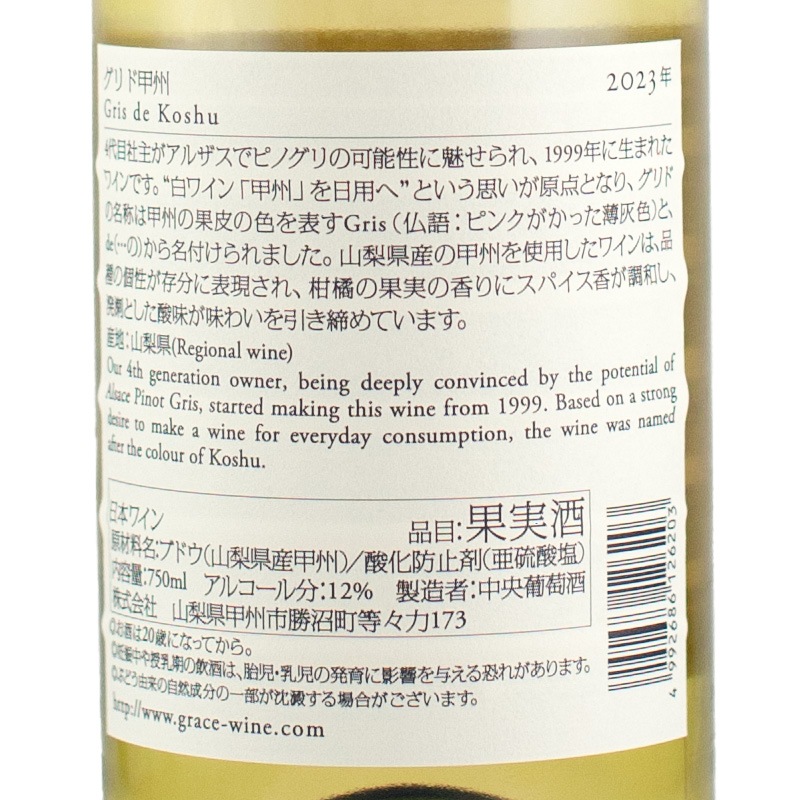 グリド甲州 2023年
Gris de Koshu
4代目社主がアルザスでピノグリの可能性に魅せられ、1999年に生まれた
ワインです。“白ワイン「甲州」を日用へ”という思いが原点となり、グリド
の名称は甲州の果皮の色を表すGris（仏語：ピンクがかった薄灰色）と、
de（…の）から名付けられました。山梨県産の甲州を使用したワインは、品
種の個性が存分に表現され、柑橘の果実の香りにスパイス香が調和し、
溌剌とした酸味が味わいを引き締めています。
産地：山梨県(Regional wine)
Our 4th generation owner, being deeply convinced by the potential of
Alsace Pinot Gris, started making this wine from 1999. Based on a strong
desire to make a wine for everyday consumption, the wine was named
after the colour of Koshu.
日本ワイン 品目：果実酒
原材料名：ブドウ（山梨県産甲州）/酸化防止剤（亜硫酸塩）
内容量：750ml アルコール分：12% 製造者：中央葡萄酒
株式会社 山梨県甲州市勝沼町等々力173
◎お酒は20歳になってから。
◎妊娠中や授乳期の飲酒は、胎児・乳児の発育に影響を与える恐れがあります。
◎ぶどう由来の自然成分の一部が沈澱する場合がございます。
http://www.grace-wine.com
4 992686 126203